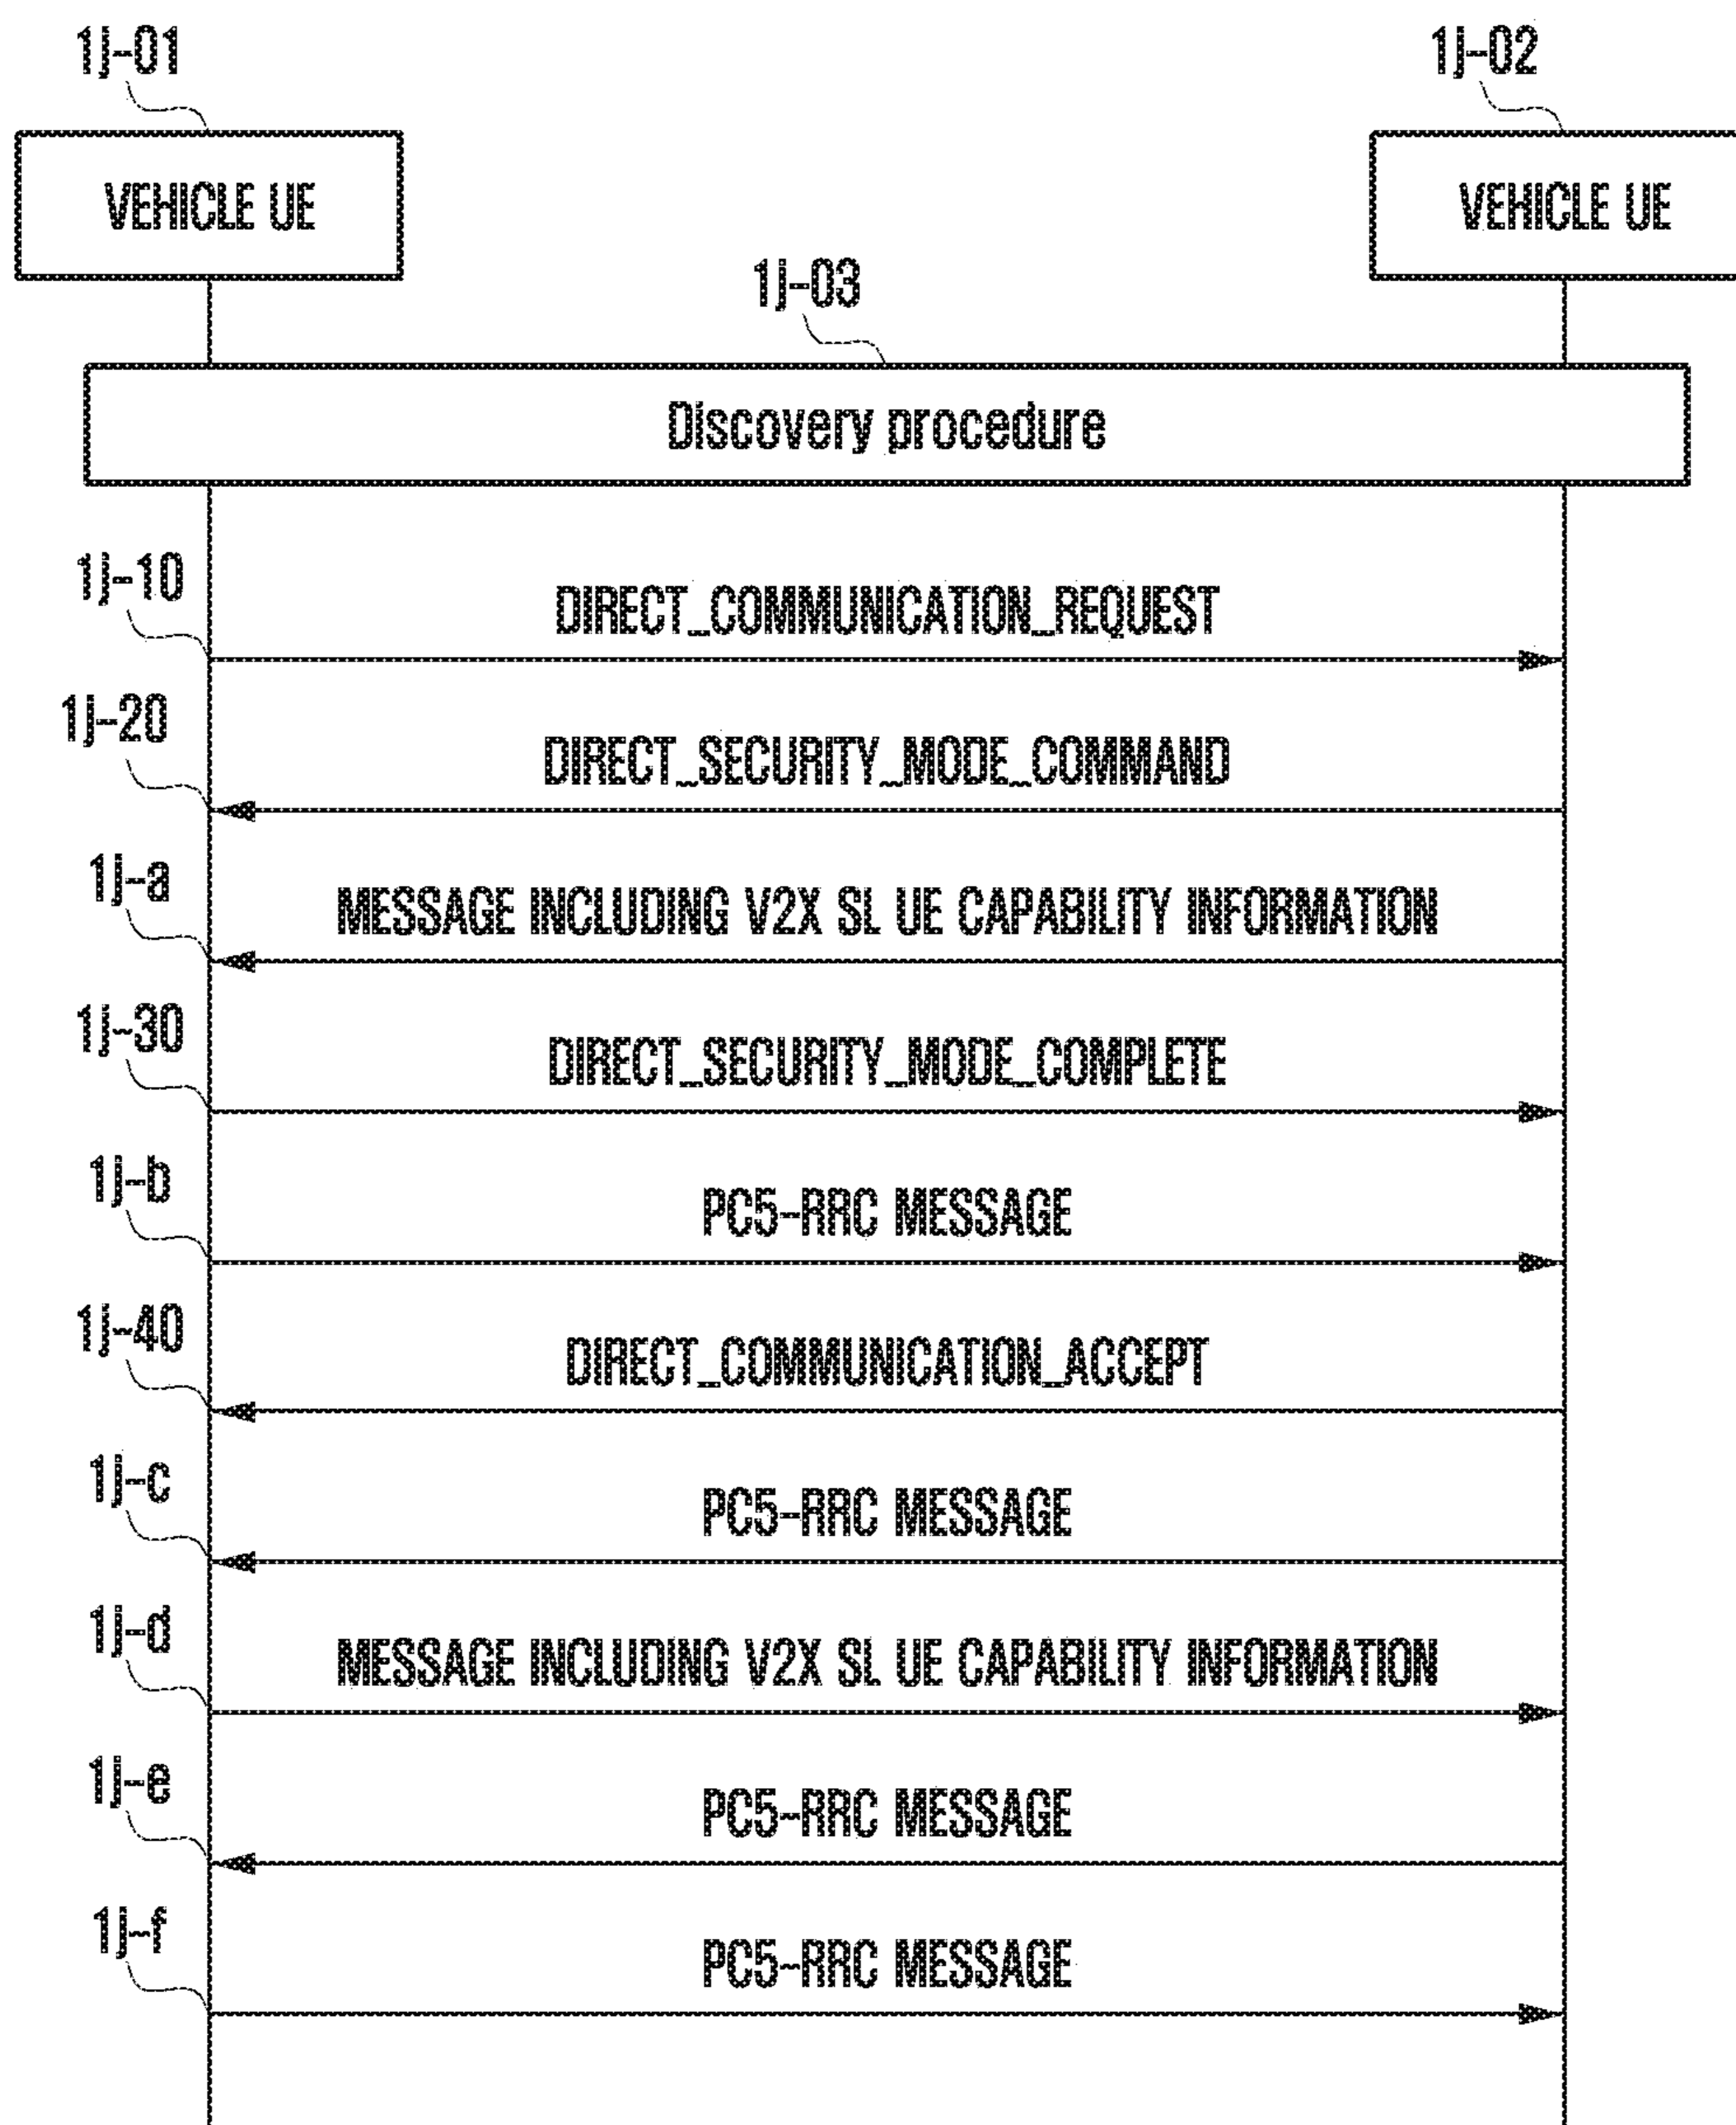 1j-01
1j-02
VEHICLE UE
VEHICLE UE
1j-03
Discovery procedure
1j-10
DIRECT_COMMUNICATION_REQUEST
1j-20
DIRECT_SECURITY_MODE_COMMAND
1j-a
MESSAGE INCLUDING V2X SL UE CAPABILITY INFORMATION
1j-30
DIRECT_SECURITY_MODE_COMPLETE
1j-b
PC5-RRC MESSAGE
1j-40
DIRECT_COMMUNICATION_ACCEPT
1j-c
PC5-RRC MESSAGE
1j-d
MESSAGE INCLUDING V2X SL UE CAPABILITY INFORMATION
1j-e
PC5-RRC MESSAGE
1j-f
PC5-RRC MESSAGE